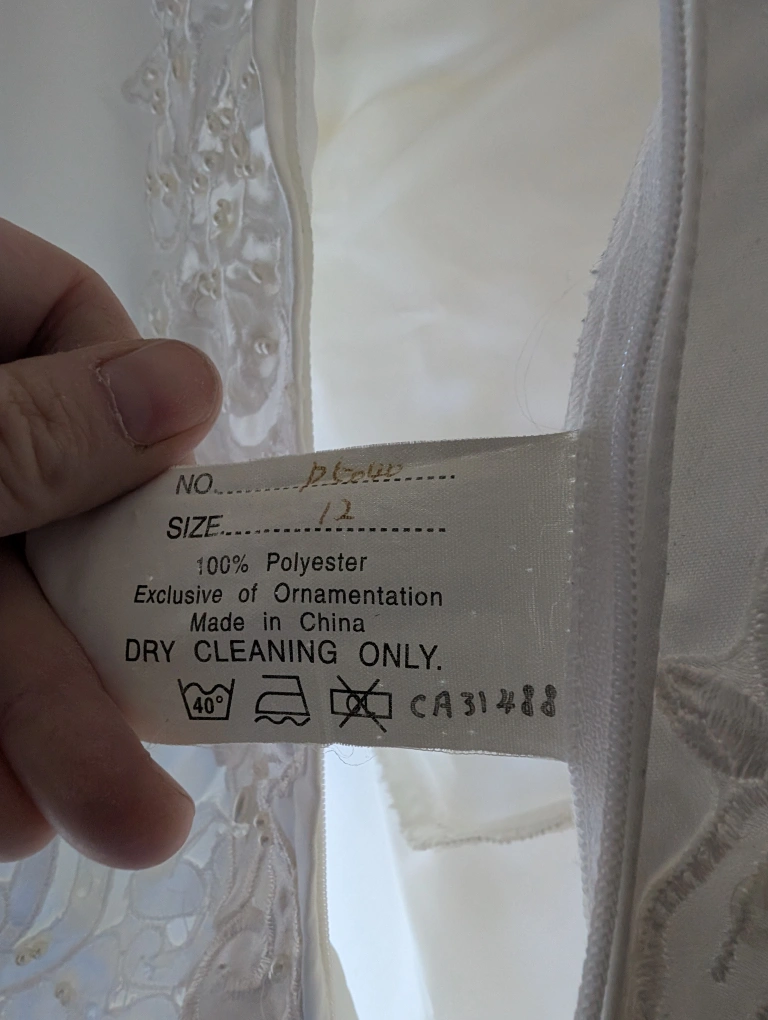 NO.
SIZE 12
100% Polyester
Exclusive of Ornamentation
Made in China
DRY CLEANING ONLY.
40° CA31488